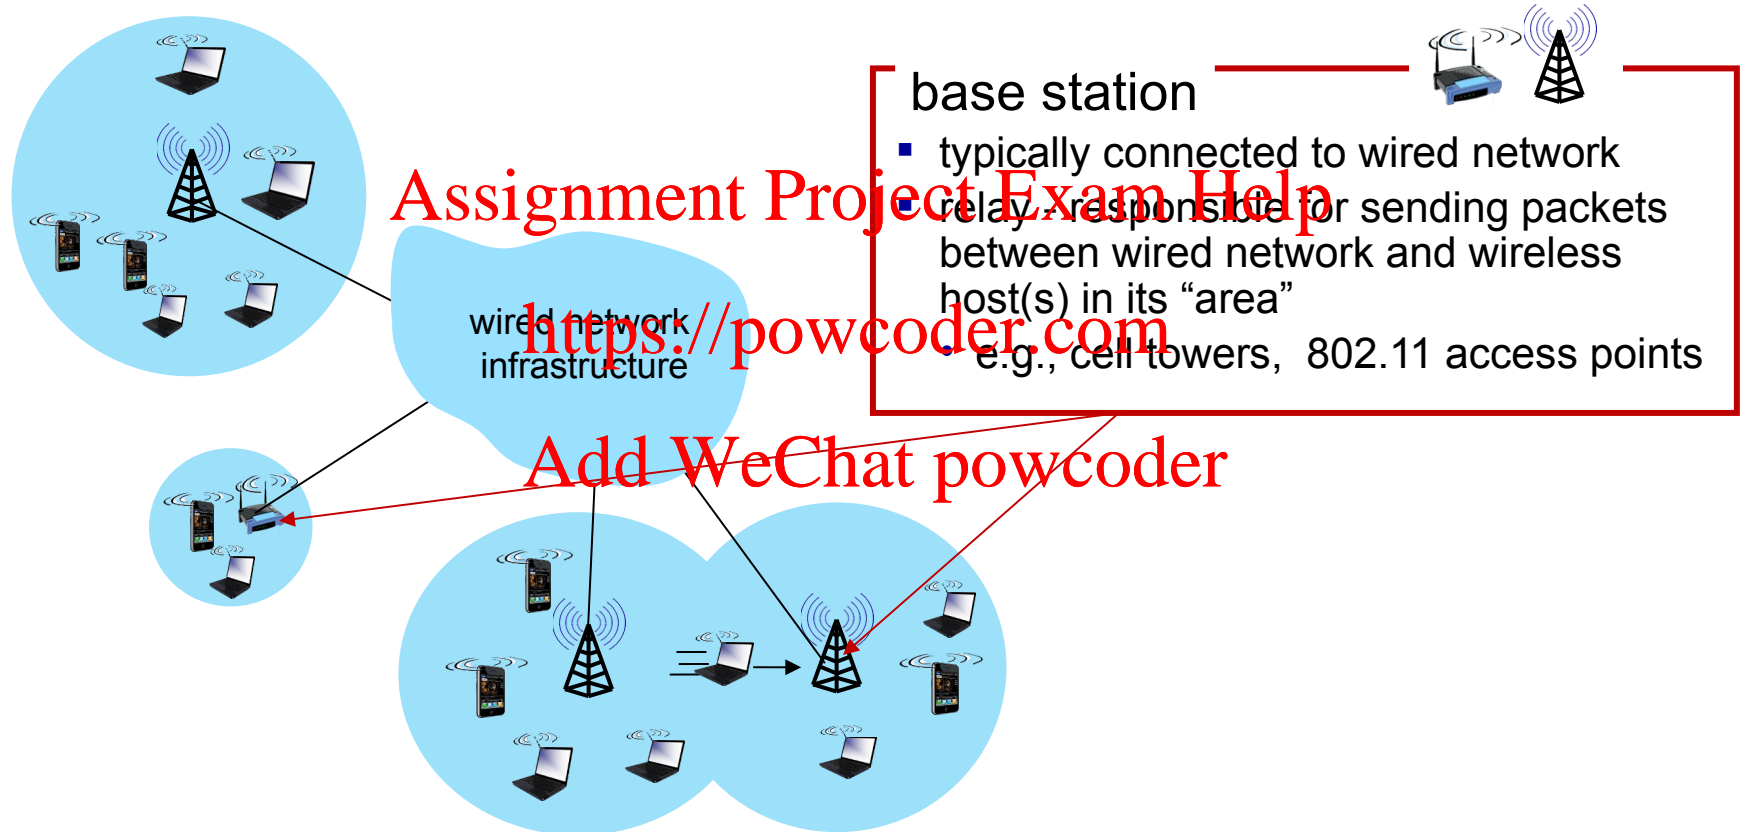 base station
▪ typically connected to wired network
Assignment Project Exam Help
▪ relay - responsible for sending packets
between wired network and wireless
host(s) in its “area”
wired network
https://powcoder.com
• e.g., cell towers, 802.11 access points
infrastructure
Add WeChat powcoder